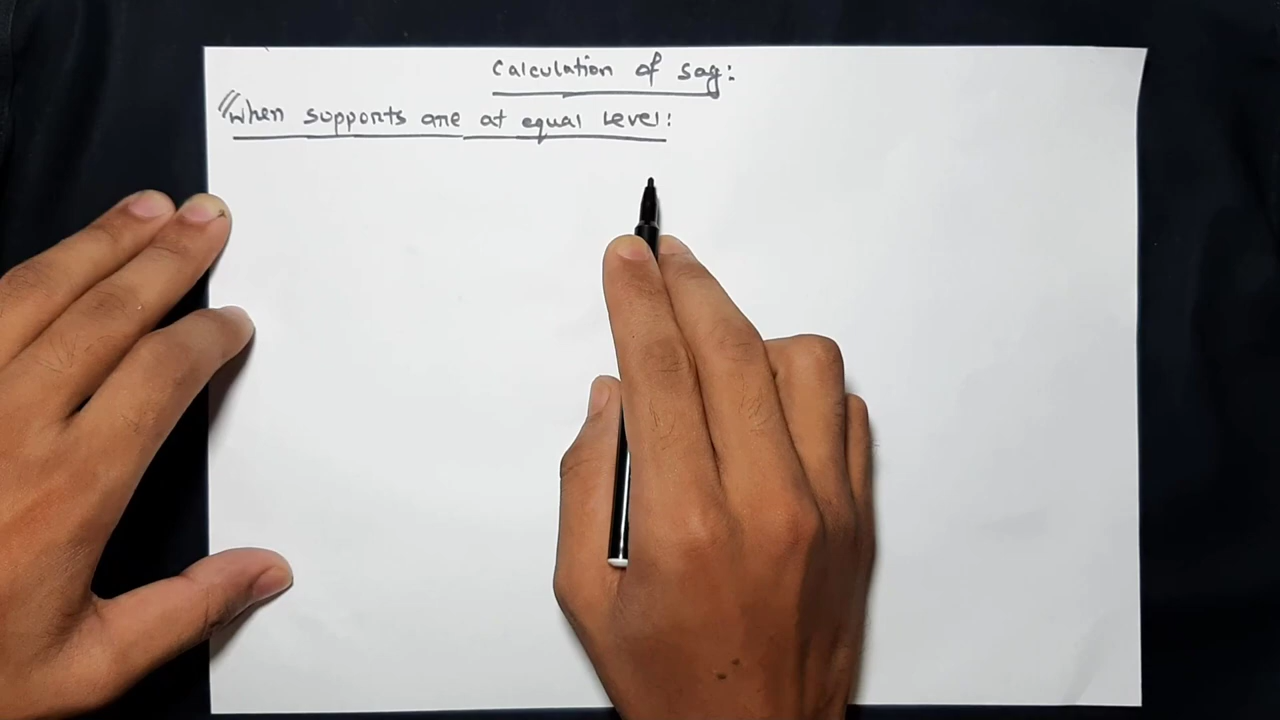 Calculation of sag:
When supports are at equal level: